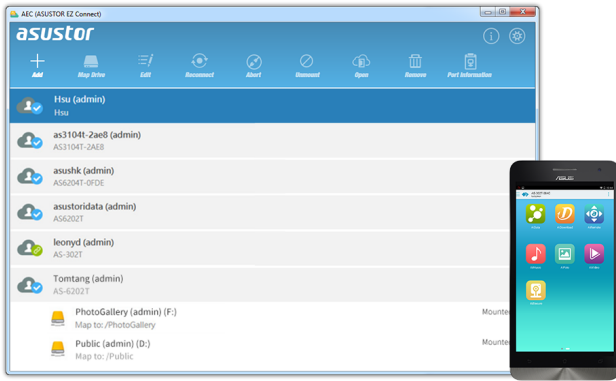 AEC (ASUSTOR EZ Connect)
asustor
Add Map Drive Edit Reconnect Abort Unmount Open Remove Port Information
Hsu (admin)
Hsu
as3104t-2ae8 (admin)
AS3104T-2AE8
asushk (admin)
AS6204T-0FDE
asustoridata (admin)
AS6202T
leonyd (admin)
AS-302T
Tomtang (admin)
AS-6202T
PhotoGallery (admin) (F:)
Map to: /PhotoGallery
Mounte
Public (admin) (D:)
Map to: /Public
Mounte
ASUS